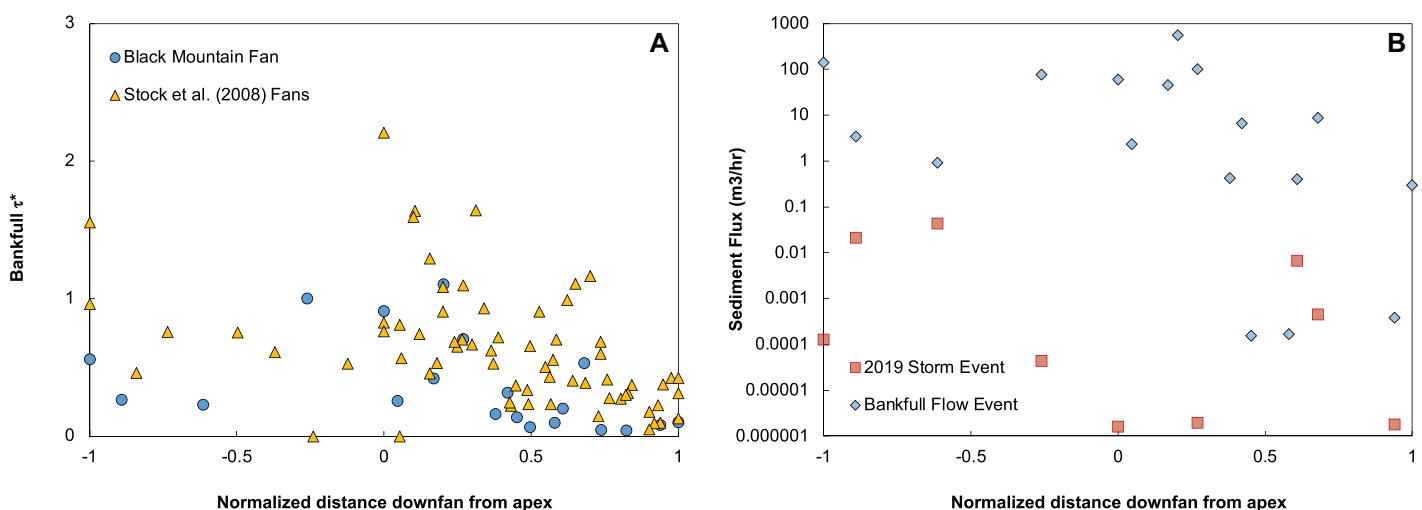 A
Black Mountain Fan
Stock et al. (2008) Fans
3
2
1
0
-1
-0.5
0
0.5
1
Bankfull τ*
Normalized distance downfan from apex
B
1000
100
10
1
0.1
0.01
0.001
0.0001
0.00001
0.000001
2019 Storm Event
Bankfull Flow Event
-1
-0.5
0
0.5
1
Sediment Flux (m3/hr)
Normalized distance downfan from apex